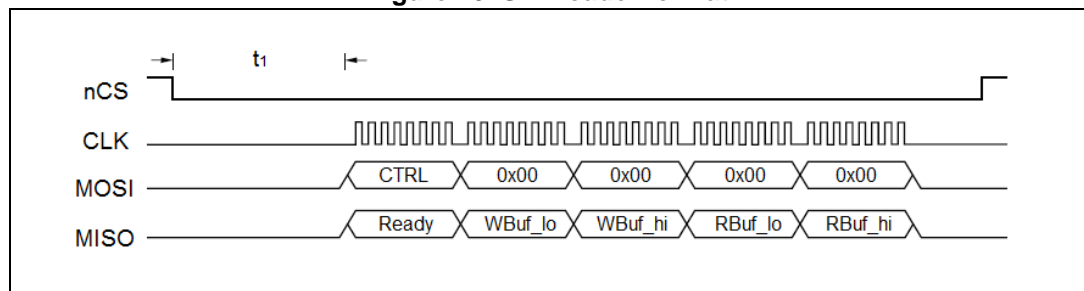 t1
nCS
CLK
MOSI CTRL 0x00 0x00 0x00 0x00
MISO Ready WBuf_lo WBuf_hi RBuf_lo RBuf_hi